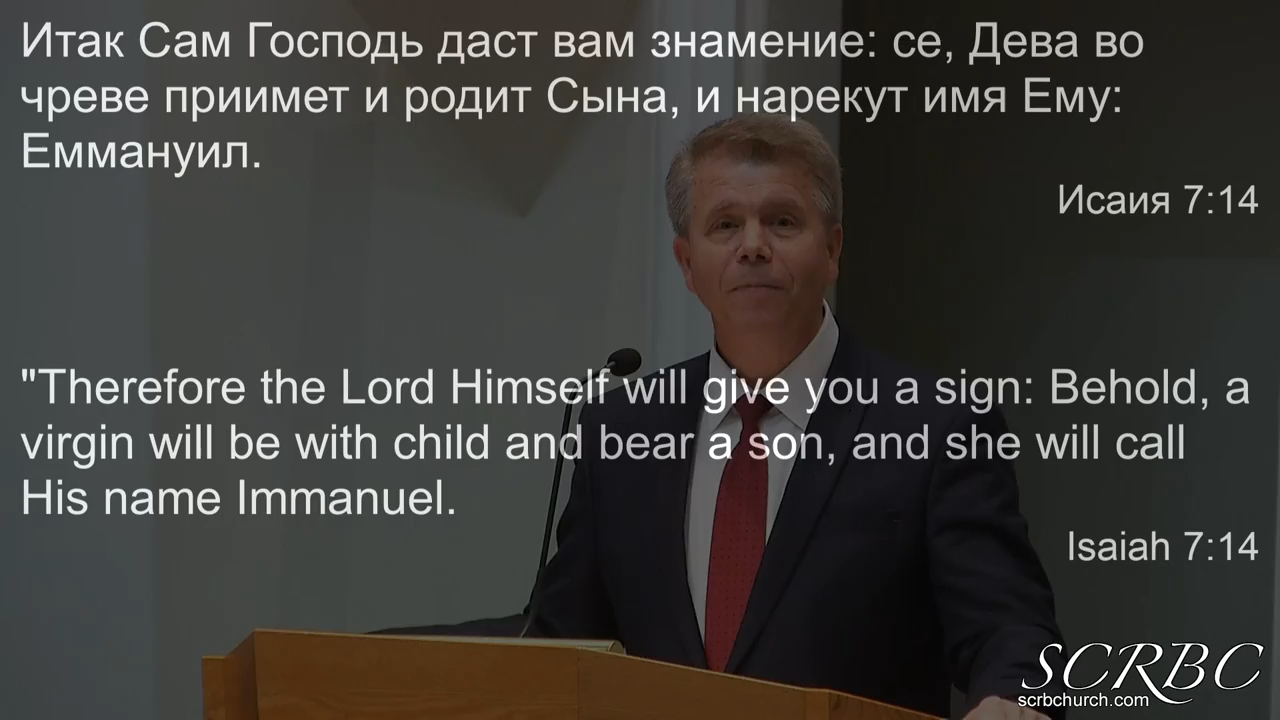 Итак Сам Господь даст вам знамение: се, Дева во
чреве приимет и родит Сына, и нарекут имя Ему:
Еммануил.
Исаия 7:14
"Therefore the Lord Himself will give you a sign: Behold, a
virgin will be with child and bear a son, and she will call
His name Immanuel.
Isaiah 7:14
SCRBC
scrbchurch.com